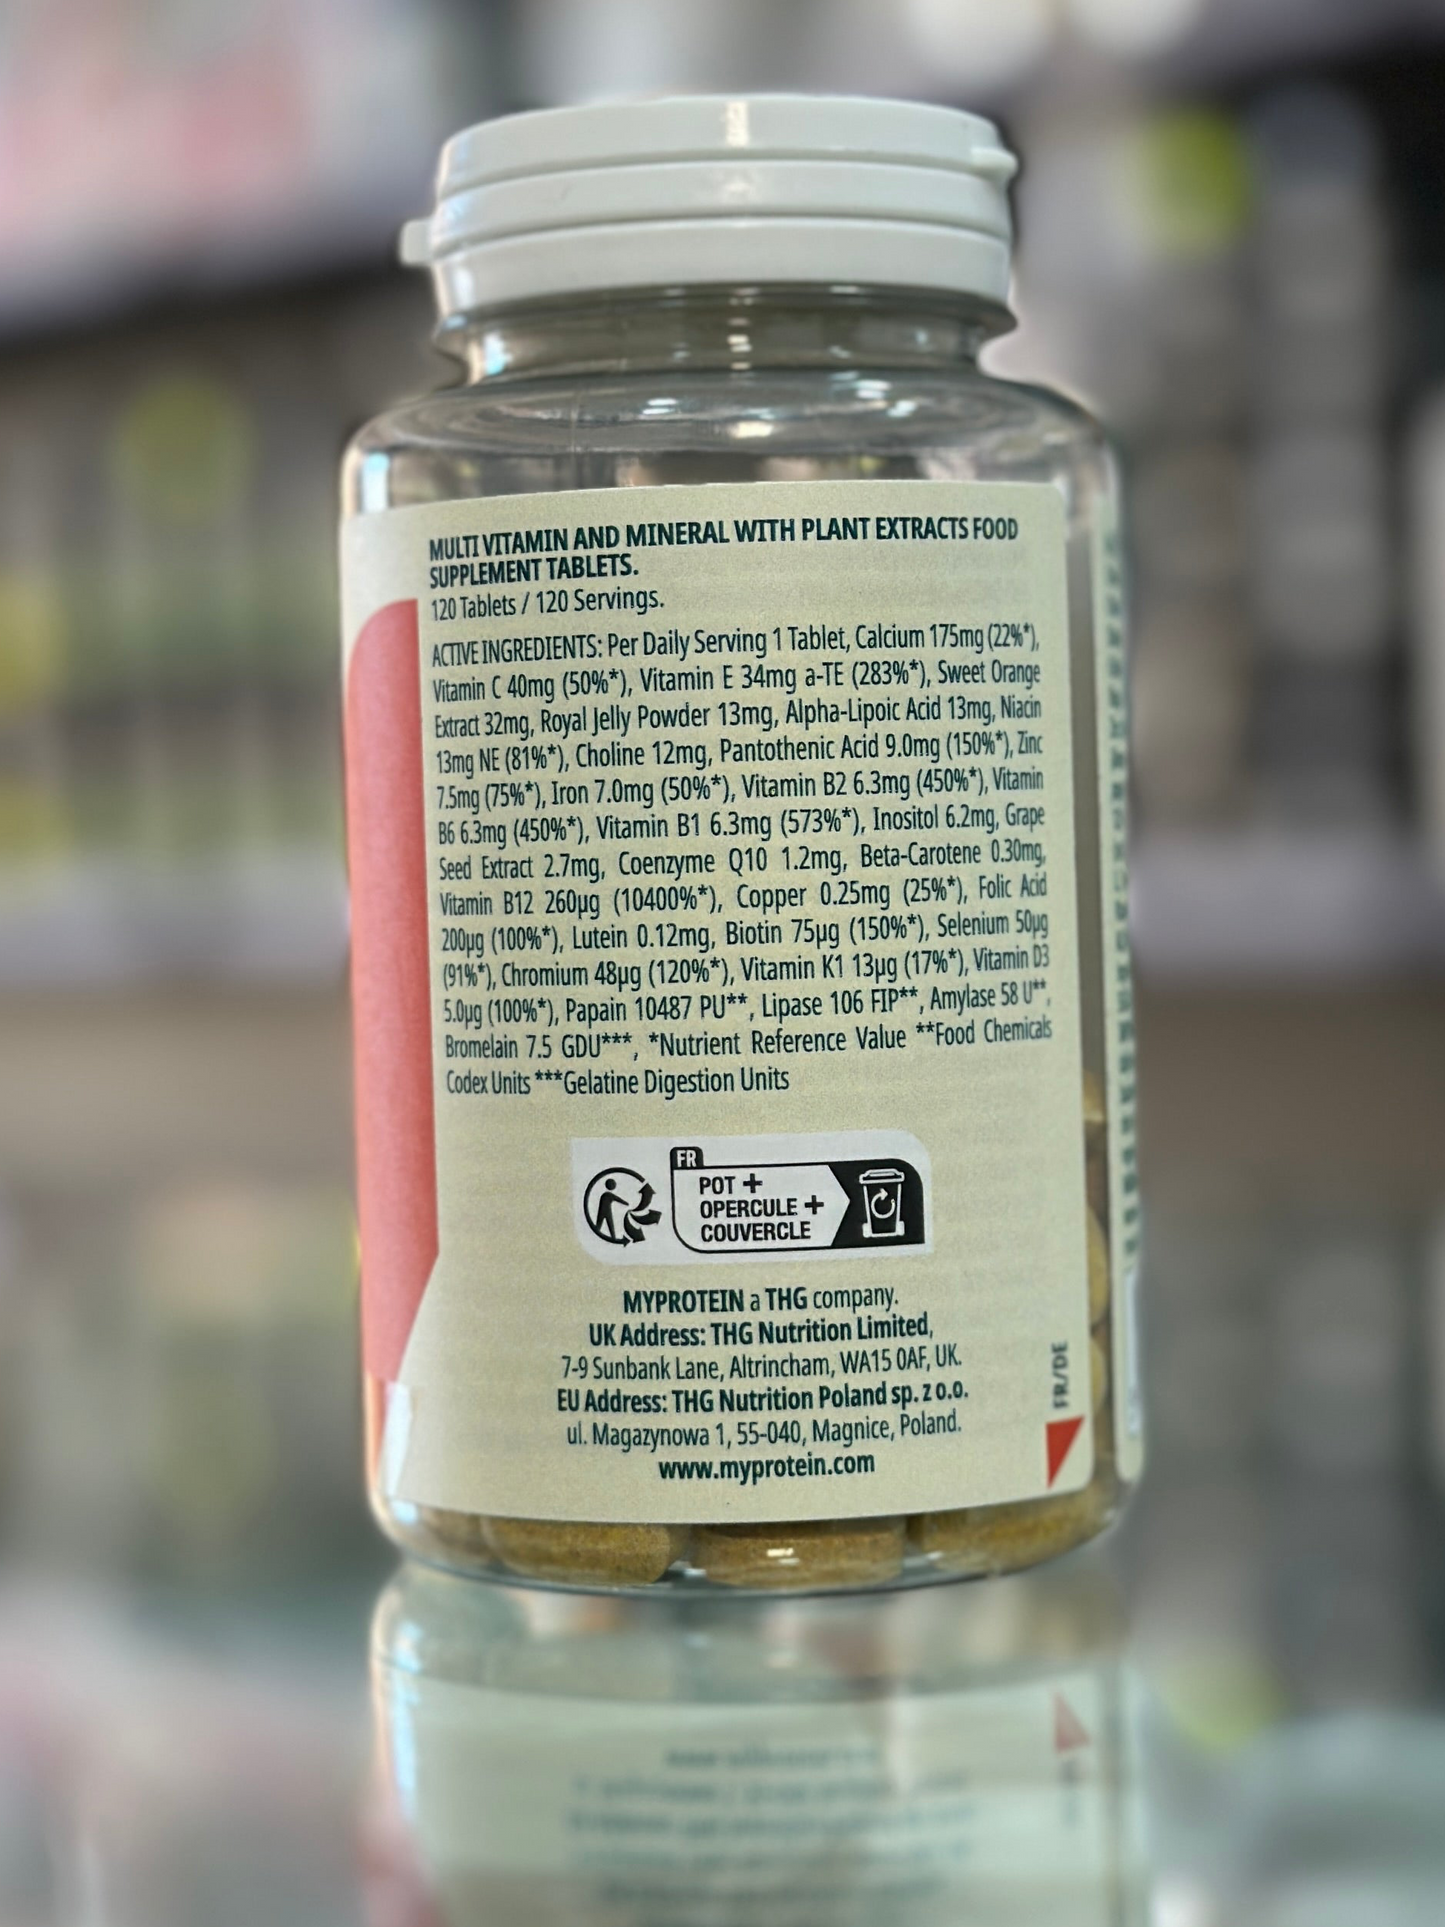 MULTI VITAMIN AND MINERAL WITH PLANT EXTRACTS FOOD
SUPPLEMENT TABLETS.
120 Tablets / 120 Servings.
ACTIVE INGREDIENTS: Per Daily Serving 1 Tablet, Calcium 175mg (22%*),
Vitamin C 40mg (50%*), Vitamin E 34mg a-TE (283%*), Sweet Orange
Extract 32mg, Royal Jelly Powder 13mg, Alpha-Lipoic Acid 13mg, Niacin
13mg NE (81%*), Choline 12mg, Pantothenic Acid 9.0mg (150%*), Zinc
7.5mg (75%*), Iron 7.0mg (50%*), Vitamin B2 6.3mg (450%*), Vitamin
B6 6.3mg (450%*), Vitamin B1 6.3mg (573%*), Inositol 6.2mg, Grape
Seed Extract 2.7mg, Coenzyme Q10 1.2mg, Beta-Carotene 0.30mg,
Vitamin B12 260µg (10400%*), Copper 0.25mg (25%*), Folic Acid
200µg (100%*), Lutein 0.12mg, Biotin 75µg (150%*), Selenium 50µg
(91%*), Chromium 48µg (120%*), Vitamin K1 13µg (17%*), Vitamin D3
5.0µg (100%*), Papain 10487 PU**, Lipase 106 FIP**, Amylase 58 U**,
Bromelain 7.5 GDU***, *Nutrient Reference Value **Food Chemicals
Codex Units ***Gelatine Digestion Units
FR
POT +
OPERCULE +
COUVERCLE
MYPROTEIN a THG company.
UK Address: THG Nutrition Limited,
7-9 Sunbank Lane, Altrincham, WA15 0AF, UK.
EU Address: THG Nutrition Poland sp. z o.o.
ul. Magazynowa 1, 55-040, Magnice, Poland.
www.myprotein.com
FR/DE